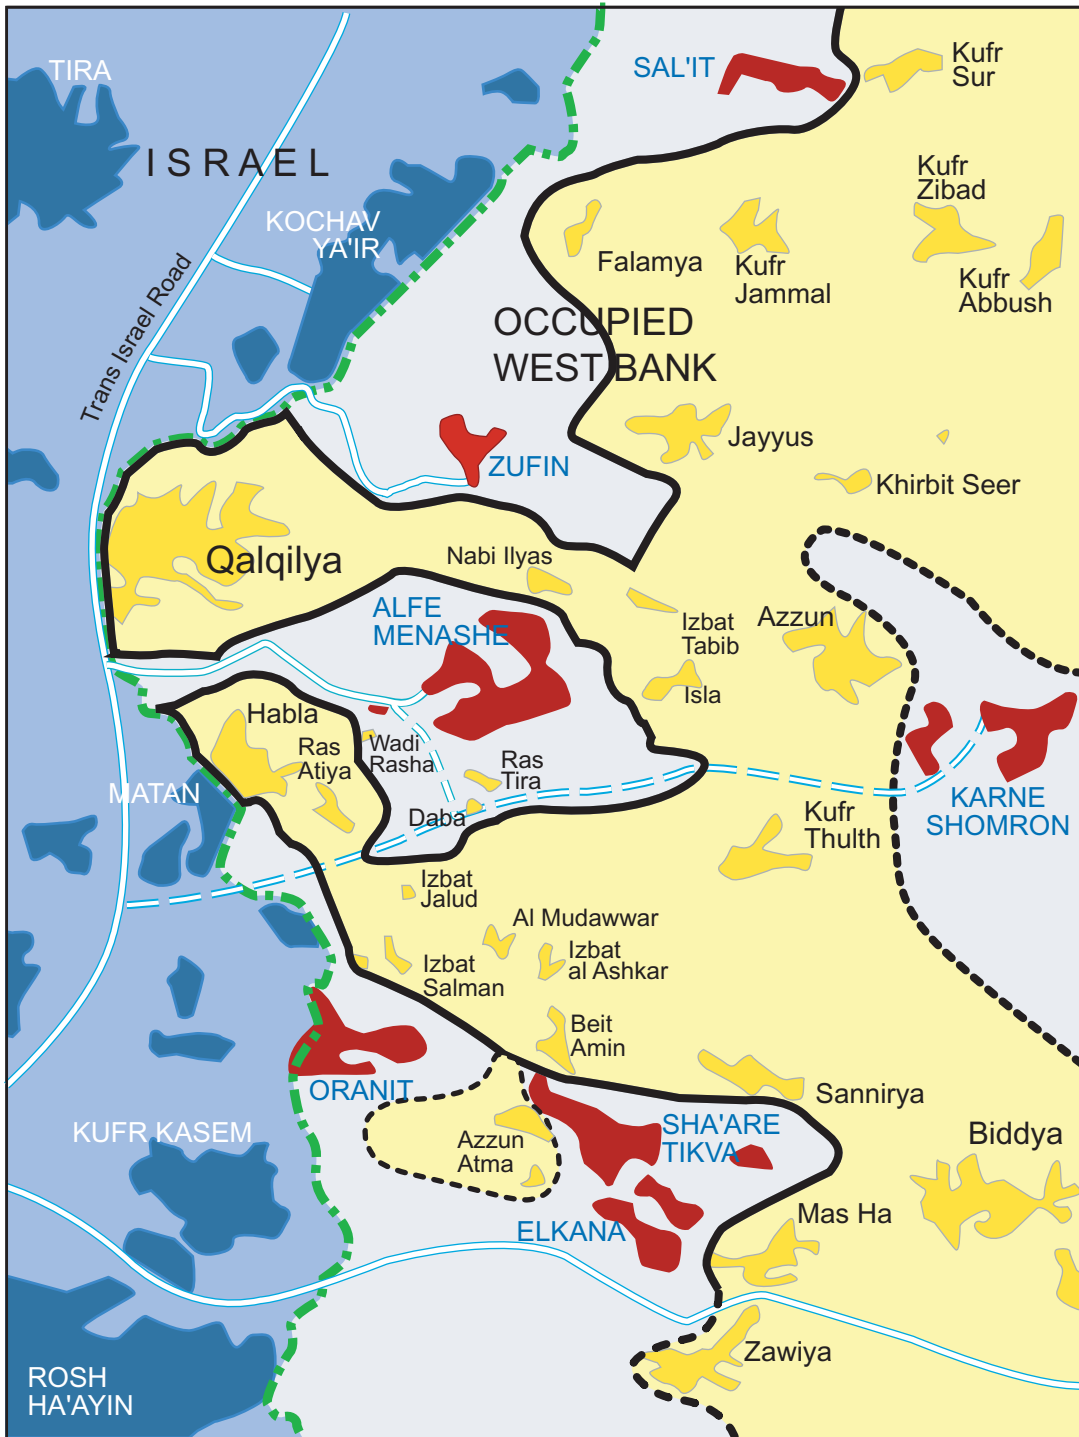 TIRA
ISRAEL
SAL'IT
Kufr
Sur
KOCHAV
YA'IR
Kufr
Zibad
Falamya
Kufr
Jammal
Kufr
Abbush
Trans Israel Road
OCCUPIED
WEST BANK
ZUFIN
Jayyus
Khirbit Seer
Qalqilya
Nabi Ilyas
ALFE
MENASHE
Izbat
Tabib
Azzun
Isla
Habla
Ras
Atiya
Wadi
Rasha
Ras
Tira
Daba
MATAN
KARNE
SHOMRON
Kufr
Thulth
Izbat
Jalud
Al Mudawwar
Izbat
al Ashkar
Izbat
Salman
Beit
Amin
ORANIT
Sannirya
KUFR KASEM
Azzun
Atma
SHA'ARE
TIKVA
Biddya
ELKANA
Mas Ha
Zawiya
ROSH
HA'AYIN